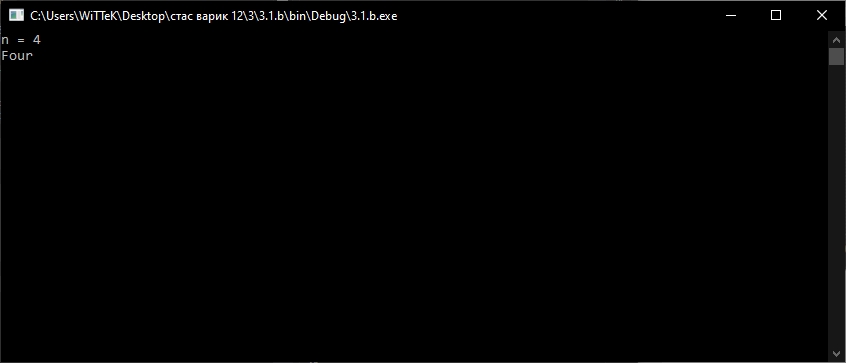 C:\Users\WiTTeK\Desktop\стас варик 12\3\3.1.b\bin\Debug\3.1.b.exe
n = 4
Four